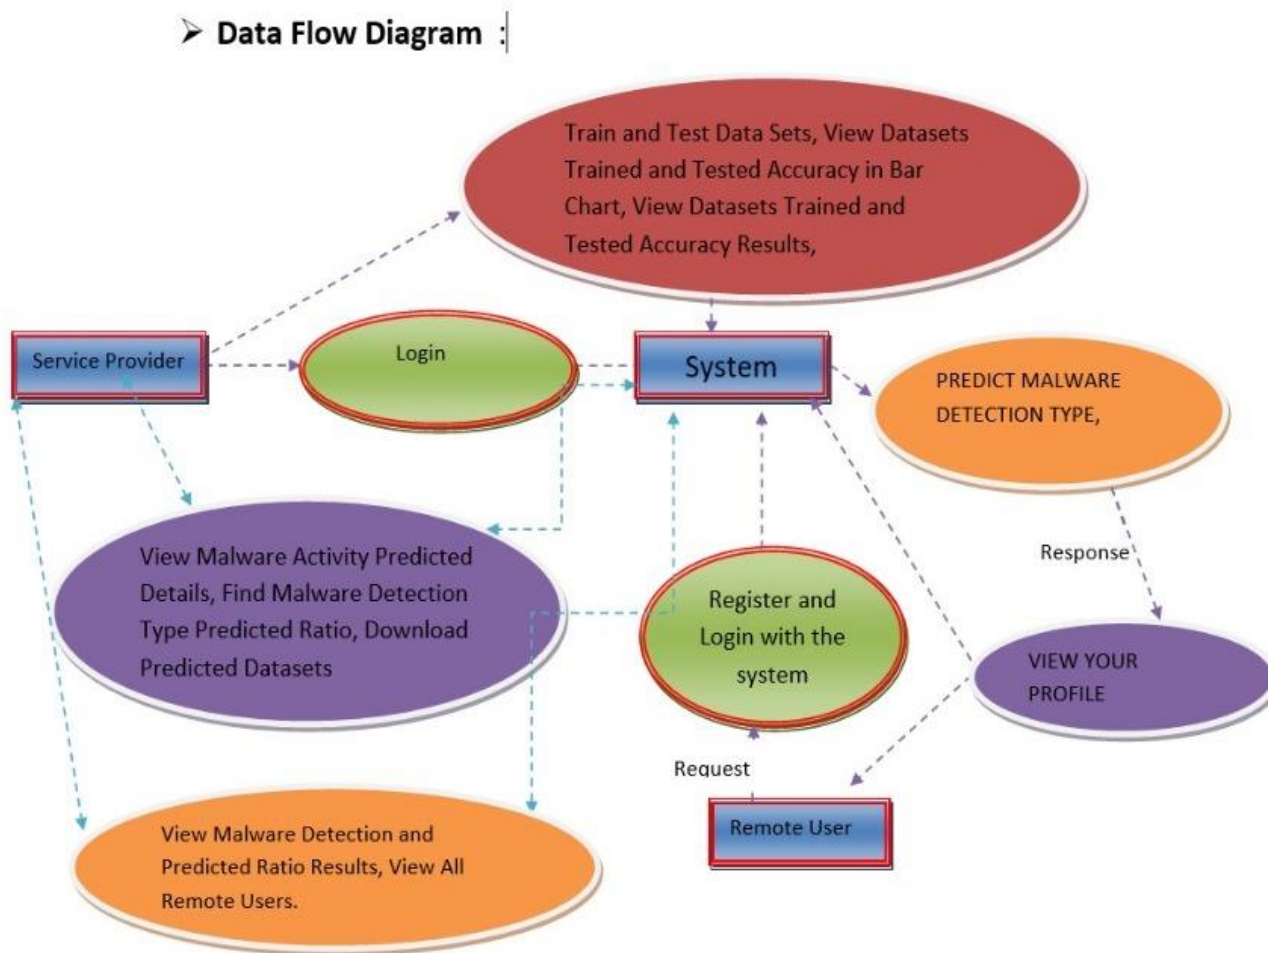 ➢ Data Flow Diagram :
Train and Test Data Sets, View Datasets
Trained and Tested Accuracy in Bar
Chart, View Datasets Trained and
Tested Accuracy Results,
Service Provider
Login
System
PREDICT MALWARE
DETECTION TYPE,
View Malware Activity Predicted
Details, Find Malware Detection
Type Predicted Ratio, Download
Predicted Datasets
Response
Register and
Login with the
system
VIEW YOUR
PROFILE
Request
Remote User
View Malware Detection and
Predicted Ratio Results, View All
Remote Users.